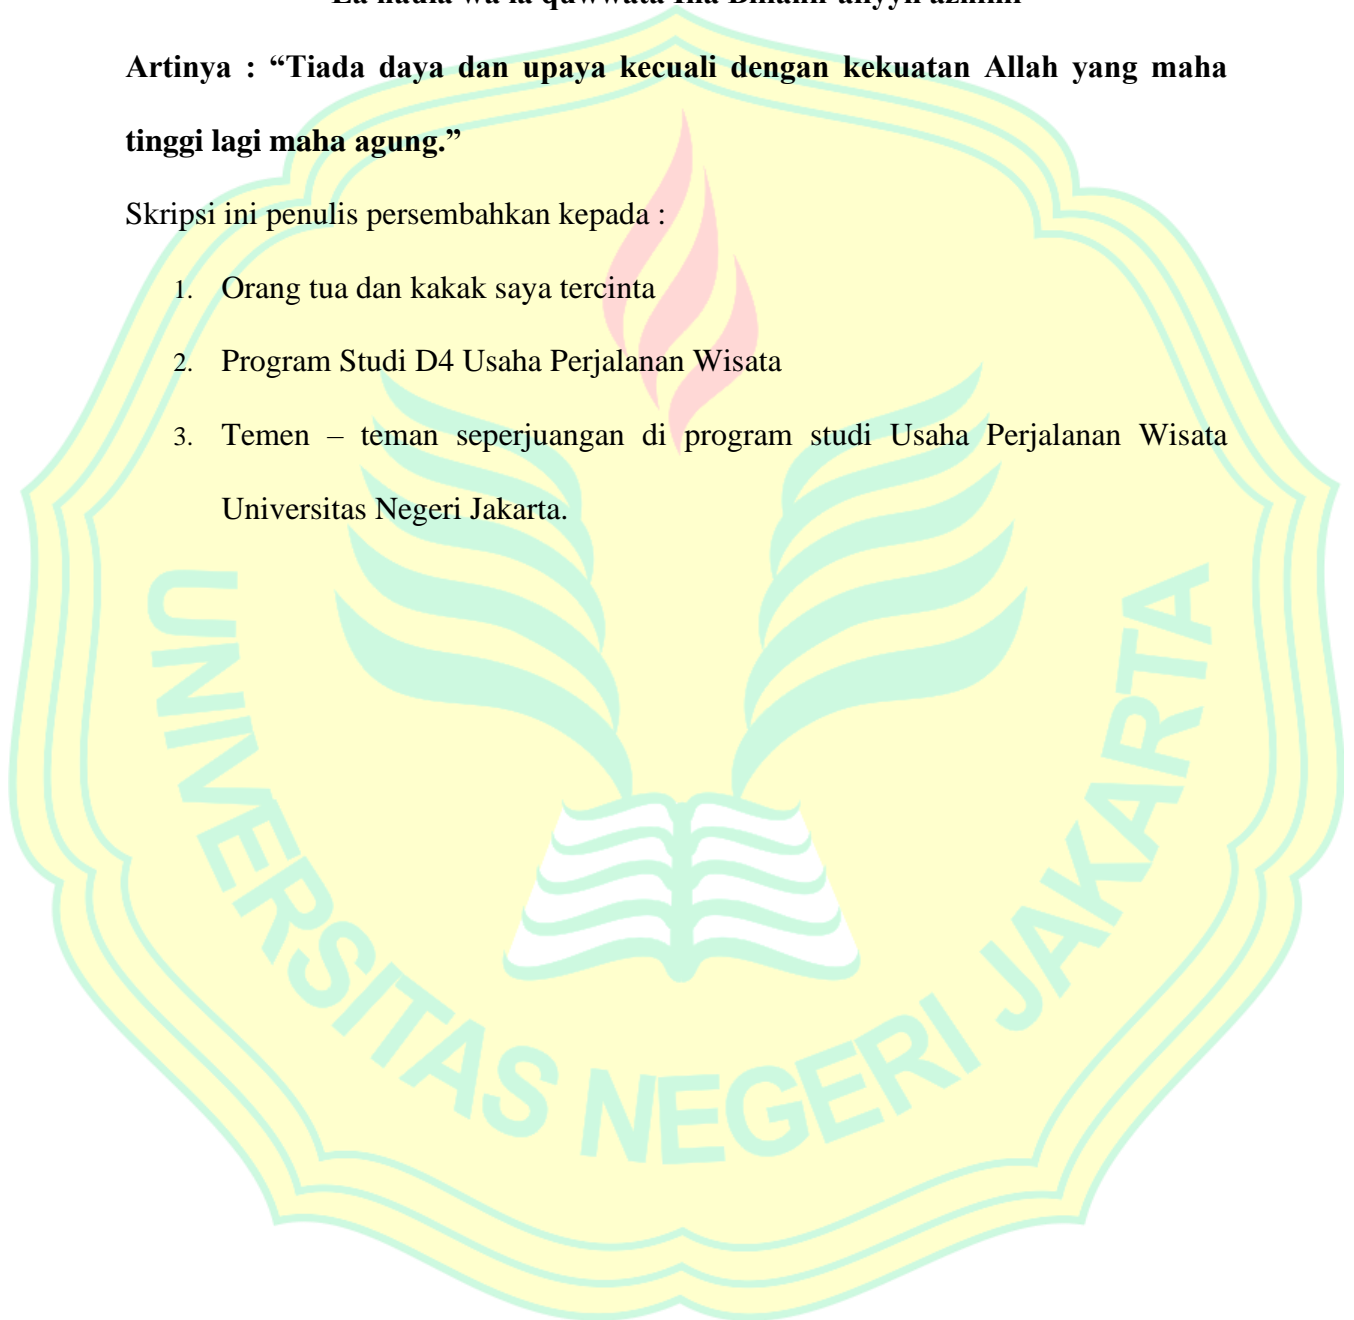 Artinya : “Tiada daya dan upaya kecuali dengan kekuatan Allah yang maha
tinggi lagi maha agung.”
Skripsi ini penulis persembahkan kepada :
1. Orang tua dan kakak saya tercinta
2. Program Studi D4 Usaha Perjalanan Wisata
3. Temen – teman seperjuangan di program studi Usaha Perjalanan Wisata
Universitas Negeri Jakarta.
UNIVERSITAS NEGERI JAKARTA